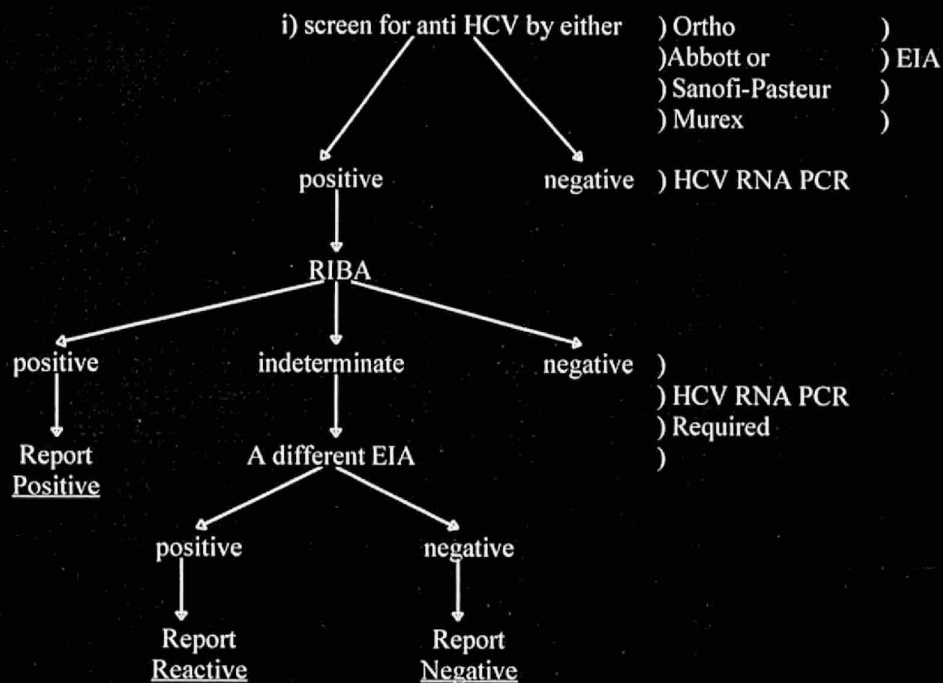 i) screen for anti HCV by either ) Ortho )
)Abbott or ) EIA
) Sanofi-Pasteur )
) Murex )
positive negative ) HCV RNA PCR
RIBA
positive indeterminate negative )
) HCV RNA PCR
) Required
Report A different EIA )
Positive
positive negative
Report Report
Reactive Negative